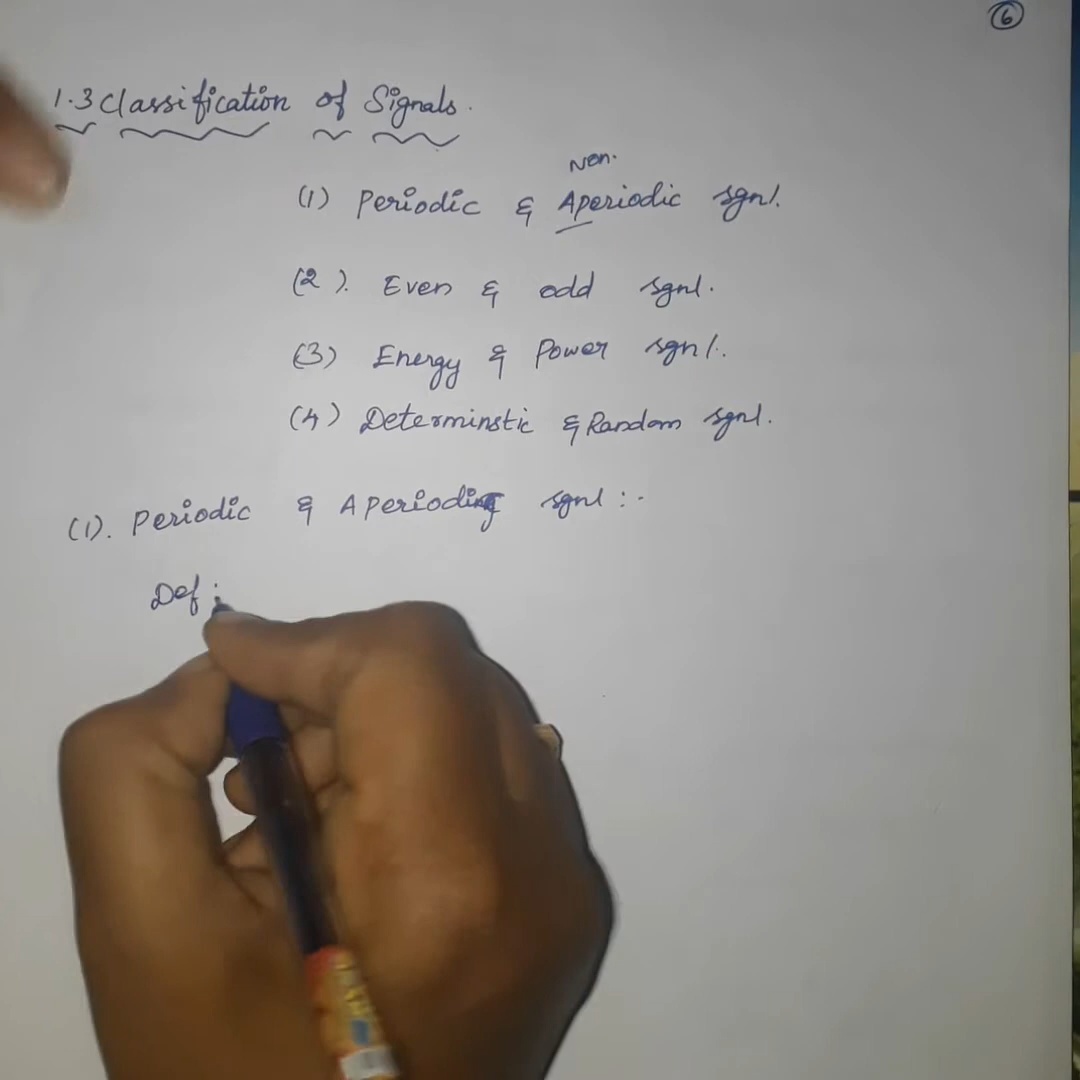 6
1.3 Classification of Signals.
Non.
(1) Periodic & Aperiodic sgnl.
(2). Even & odd sgnl.
(3) Energy & Power sgnl.
(4) Determinstic & Random sgnl.
(1). Periodic & Aperiodic sgnl :-
Def :